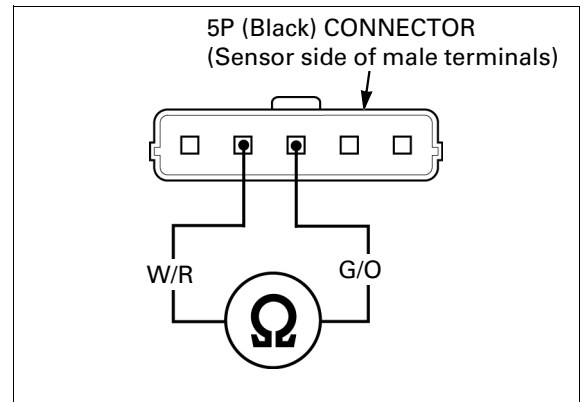 5P (Black) CONNECTOR
(Sensor side of male terminals)
W/R
G/O
Ω